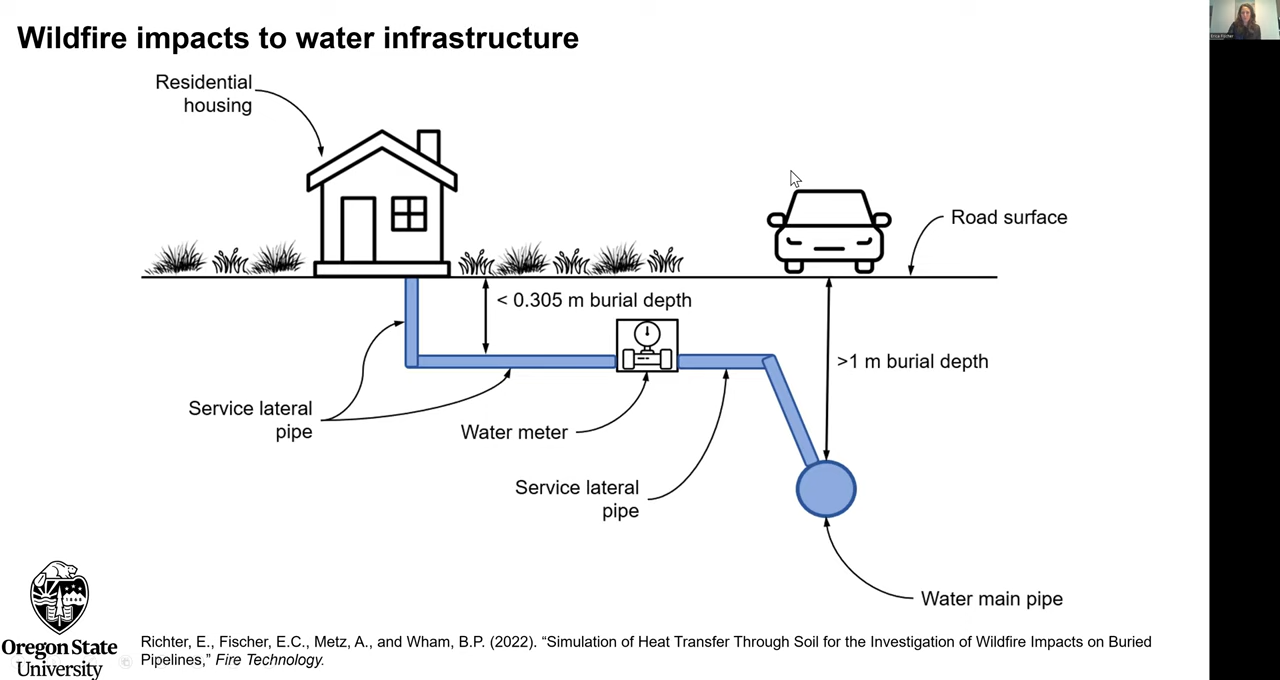 Wildfire impacts to water infrastructure
Residential
housing
Road surface
< 0.305 m burial depth
>1 m burial depth
Service lateral
pipe
Water meter
Service lateral
pipe
Water main pipe
Oregon State
University
Richter, E., Fischer, E.C., Metz, A., and Wham, B.P. (2022). “Simulation of Heat Transfer Through Soil for the Investigation of Wildfire Impacts on Buried
Pipelines,” Fire Technology.